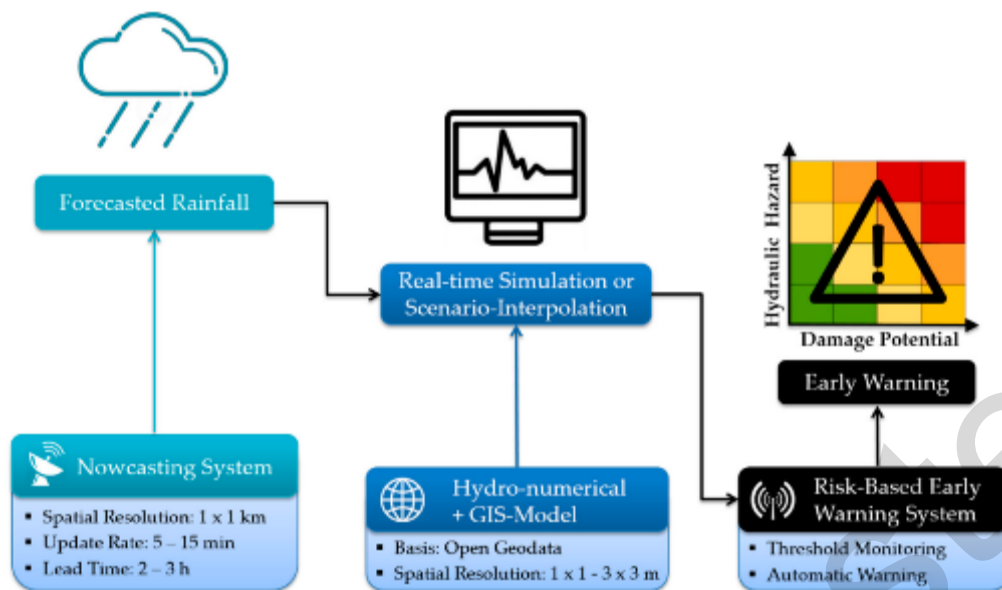 Forecasted Rainfall
Real-time Simulation or
Scenario-Interpolation
Hydraulic Hazard
Damage Potential
Early Warning
Nowcasting System
▪ Spatial Resolution: 1 x 1 km
▪ Update Rate: 5 – 15 min
▪ Lead Time: 2 – 3 h
Hydro-numerical
+ GIS-Model
▪ Basis: Open Geodata
▪ Spatial Resolution: 1 x 1 - 3 x 3 m
Risk-Based Early
Warning System
▪ Threshold Monitoring
▪ Automatic Warning